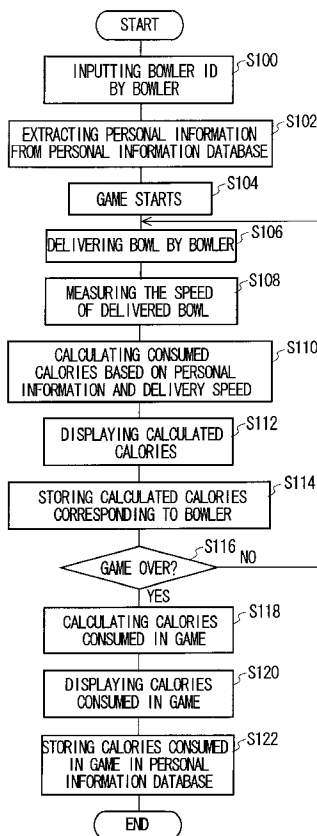 START
S100
INPUTTING BOWLER ID
BY BOWLER
S102
EXTRACTING PERSONAL INFORMATION
FROM PERSONAL INFORMATION DATABASE
S104
GAME STARTS
S106
DELIVERING BOWL BY BOWLER
S108
MEASURING THE SPEED
OF DELIVERED BOWL
S110
CALCULATING CONSUMED
CALORIES BASED ON PERSONAL
INFORMATION AND DELIVERY SPEED
S112
DISPLAYING CALCULATED
CALORIES
S114
STORING CALCULATED CALORIES
CORRESPONDING TO BOWLER
S116
GAME OVER?
NO
YES
S118
CALCULATING CALORIES
CONSUMED IN GAME
S120
DISPLAYING CALORIES
CONSUMED IN GAME
S122
STORING CALORIES CONSUMED
IN GAME IN PERSONAL
INFORMATION DATABASE
END